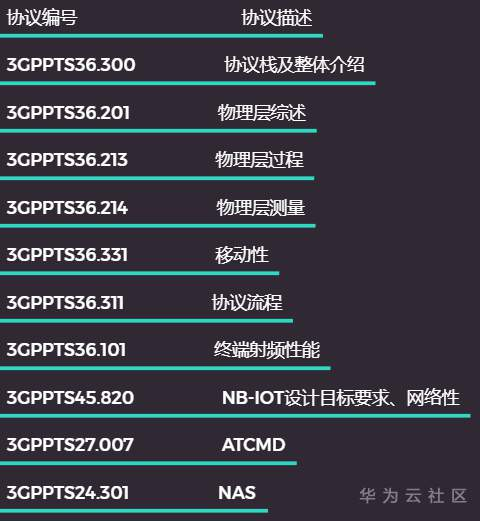 协议编号 协议描述
3GPPTS36.300 协议栈及整体介绍
3GPPTS36.201 物理层综述
3GPPTS36.213 物理层过程
3GPPTS36.214 物理层测量
3GPPTS36.331 移动性
3GPPTS36.311 协议流程
3GPPTS36.101 终端射频性能
3GPPTS45.820 NB-IOT设计目标要求、网络性
3GPPTS27.007 ATCMD
3GPPTS24.301 NAS
华为云社区